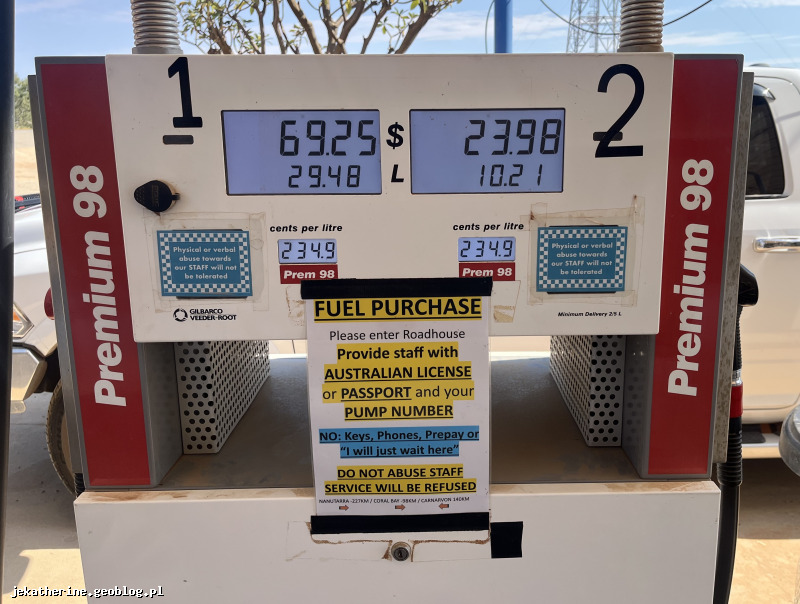 1
2
69.25
$
23.98
29.48
L
10.21
Premium 98
Premium 98
cents per litre
cents per litre
234.9
234.9
Prem 98
Prem 98
Physical or verbal
abuse towards
our STAFF will not
be tolerated
Physical or verbal
abuse towards
our STAFF will not
be tolerated
GILBARCO
VEEDER-ROOT
Minimum Delivery 2/5 L
FUEL PURCHASE
Please enter Roadhouse
Provide staff with
AUSTRALIAN LICENSE
or PASSPORT and your
PUMP NUMBER
NO: Keys, Phones, Prepay or
“I will just wait here”
DO NOT ABUSE STAFF
SERVICE WILL BE REFUSED
NANUTARRA -227KM / CORAL BAY -98KM / CARNARVON 140KM
jekatherine.geoblog.pl